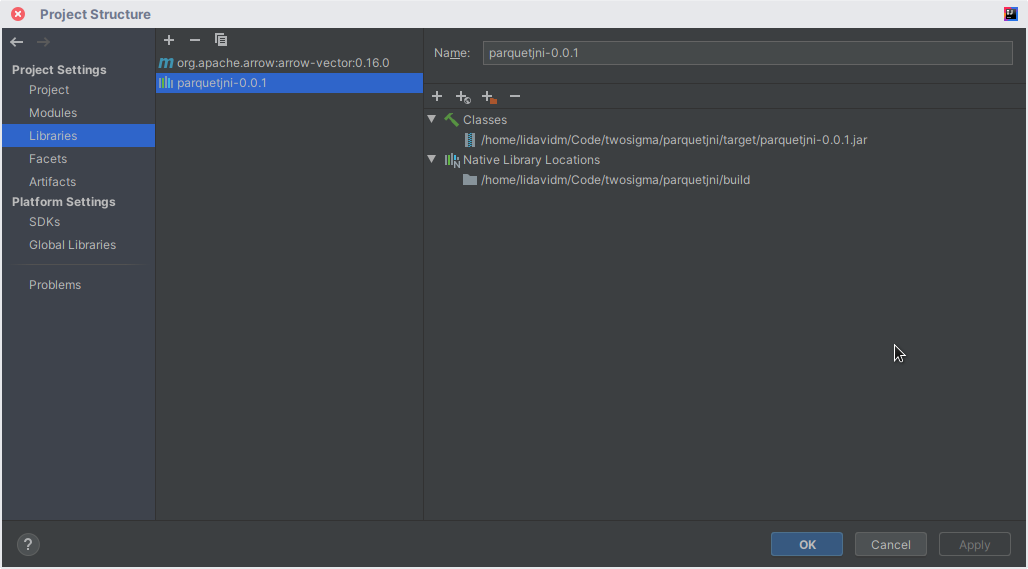 Project Structure
Project Settings
Project
Modules
Libraries
Facets
Artifacts
Platform Settings
SDKs
Global Libraries
Problems
m org.apache.arrow:arrow-vector:0.16.0
parquetjni-0.0.1
Name: parquetjni-0.0.1
Classes
/home/lidavidm/Code/twosigma/parquetjni/target/parquetjni-0.0.1.jar
N Native Library Locations
/home/lidavidm/Code/twosigma/parquetjni/build
?
OK
Cancel
Apply